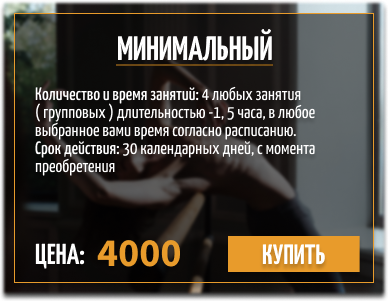 МИНИМАЛЬНЫЙ
Количество и время занятий: 4 любых занятия
( групповых ) длительностью -1, 5 часа, в любое
выбранное вами время согласно расписанию.
Срок действия: 30 календарных дней, с момента
преобретения
ЦЕНА: 4000 КУПИТЬ